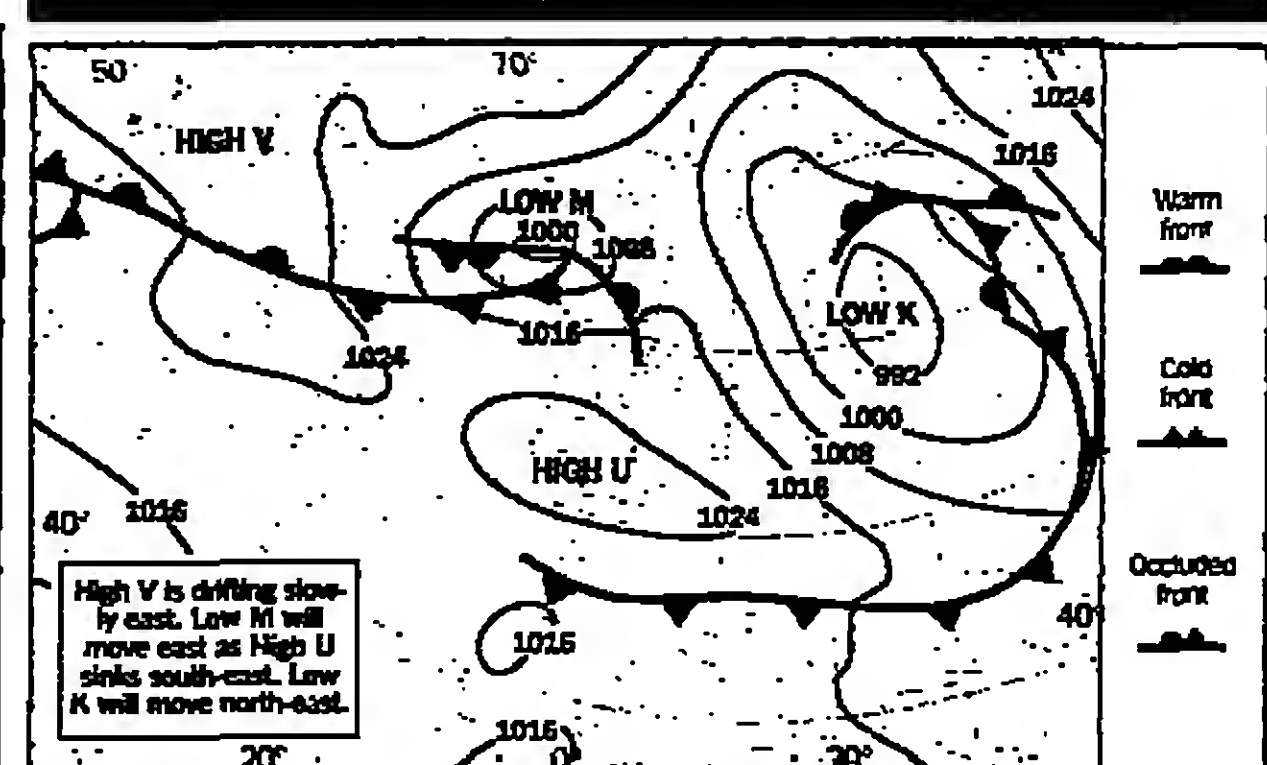 50
70°
HIGH V
1024
1016
LOW M
1000
1008
Warm
front
LOW K
1016
1024
992
Cold
front
1000
1008
HIGH U
1016
1024
40°
1016
Occluded
front
High V is drifting slow-
ly east. Low M will
move east as High U
sinks south-east. Low
K will move north-east.
40°
1016
1016
20°
0°